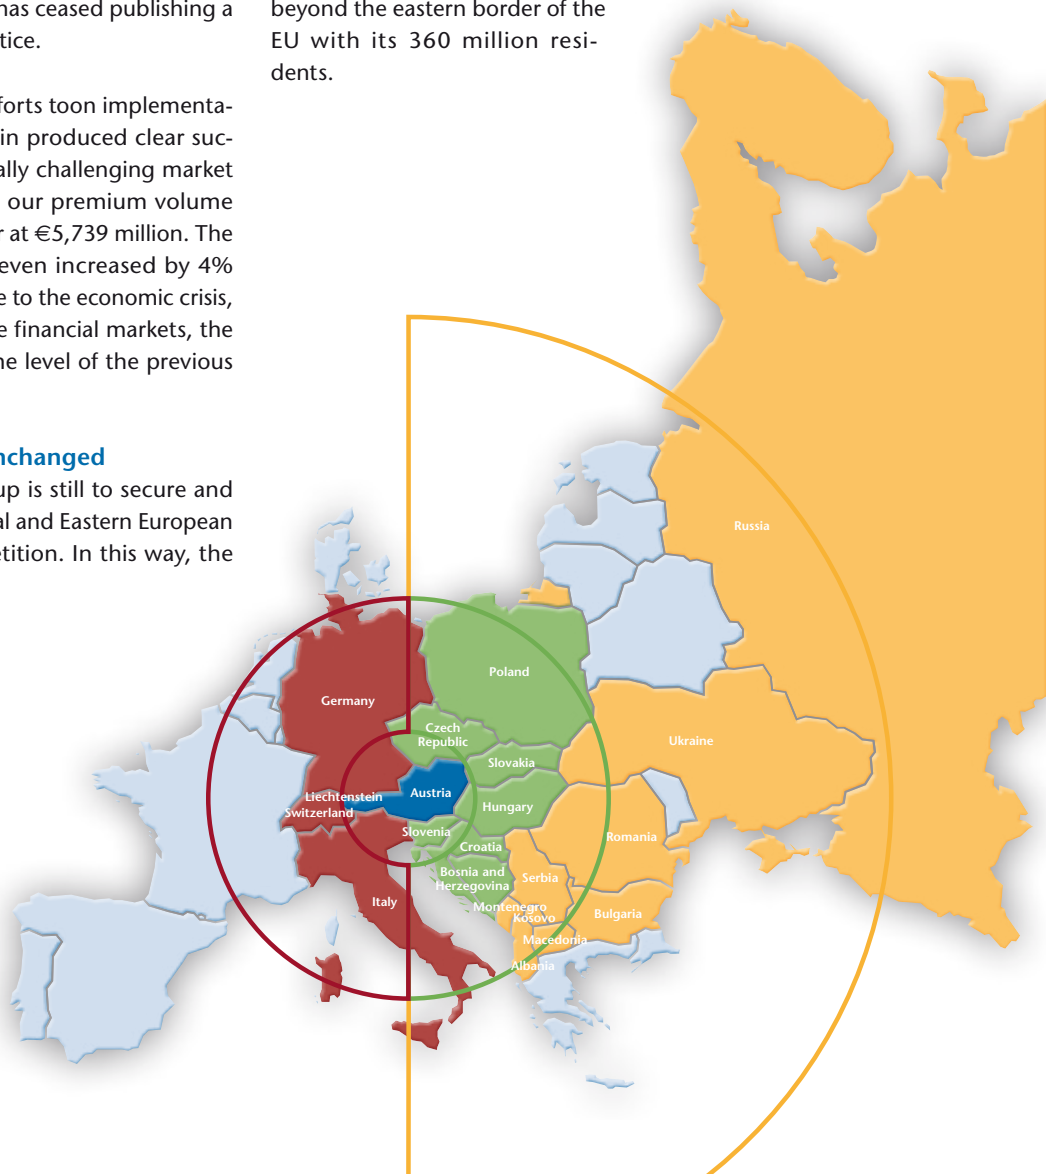 has ceased publishing a
tice.
forts toon implementa-
in produced clear suc-
ally challenging market
our premium volume
r at €5,739 million. The
even increased by 4%
e to the economic crisis,
e financial markets, the
ne level of the previous
nchanged
up is still to secure and
al and Eastern European
etition. In this way, the
beyond the eastern border of the
EU with its 360 million resi-
dents.
Russia
Poland
Germany
Czech
Republic
Ukraine
Slovakia
Austria
Liechtenstein
Switzerland
Hungary
Slovenia
Romania
Croatia
Bosnia and
Herzegovina
Serbia
Italy
Montenegro
Kosovo
Bulgaria
Macedonia
Albania